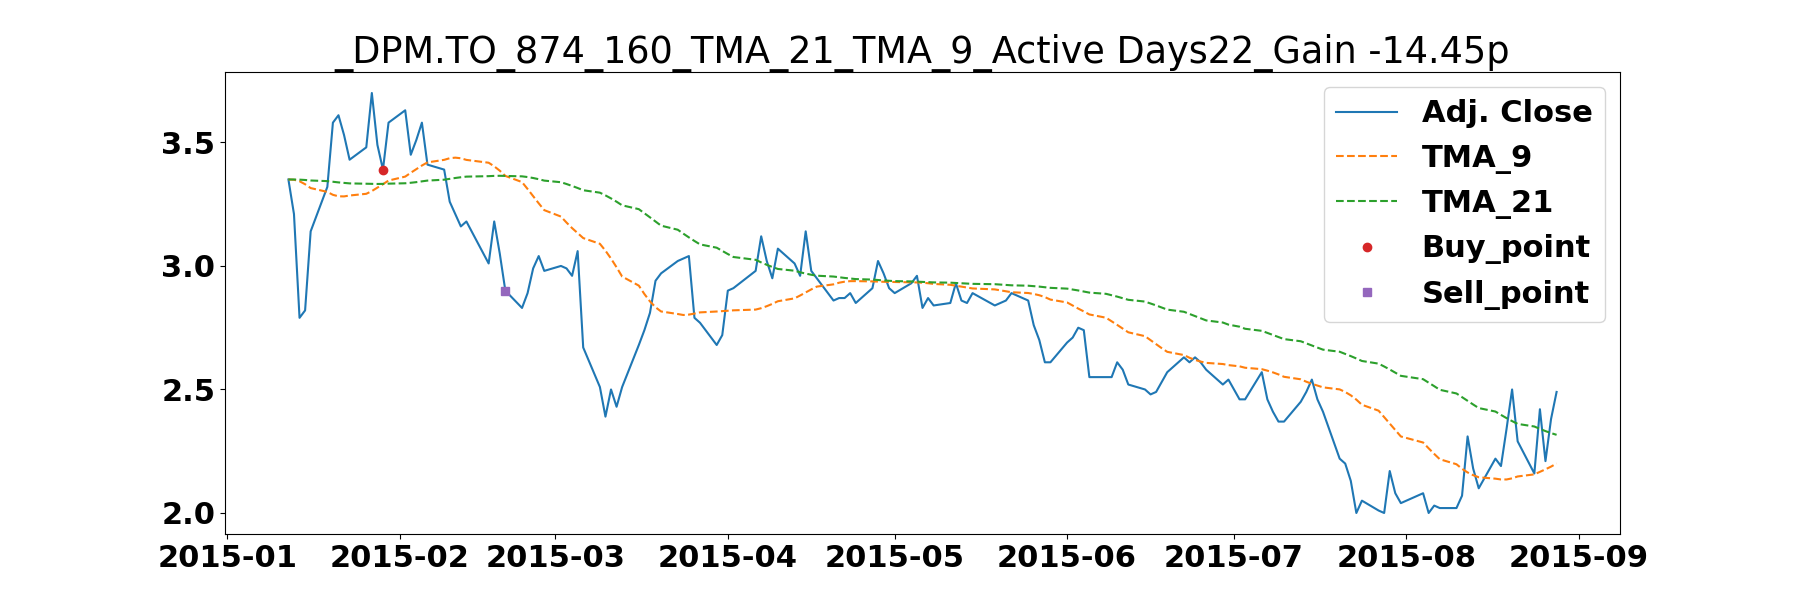 _DPM.TO_874_160_TMA_21_TMA_9_Active Days22_Gain -14.45p
Adj. Close
TMA_9
TMA_21
Buy_point
Sell_point
3.5
3.0
2.5
2.0
2015-01 2015-02 2015-03 2015-04 2015-05 2015-06 2015-07 2015-08 2015-09